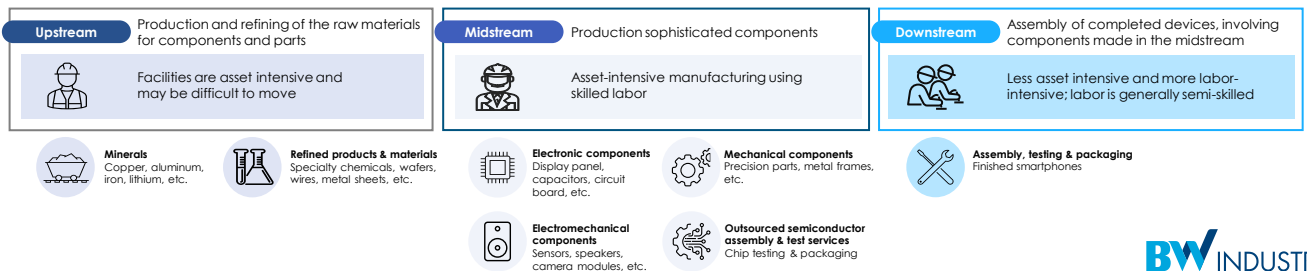 Upstream
Production and refining of the raw materials
for components and parts
Facilities are asset intensive and
may be difficult to move
Minerals
Copper, aluminum,
iron, lithium, etc.
Refined products & materials
Specialty chemicals, wafers,
wires, metal sheets, etc.
Midstream
Production sophisticated components
Asset-intensive manufacturing using
skilled labor
Electronic components
Display panel,
capacitors, circuit
board, etc.
Mechanical components
Precision parts, metal frames,
etc.
Electromechanical
components
Sensors, speakers,
camera modules, etc.
Outsourced semiconductor
assembly & test services
Chip testing & packaging
Downstream
Assembly of completed devices, involving
components made in the midstream
Less asset intensive and more labor-
intensive; labor is generally semi-skilled
Assembly, testing & packaging
Finished smartphones
BW INDUSTI